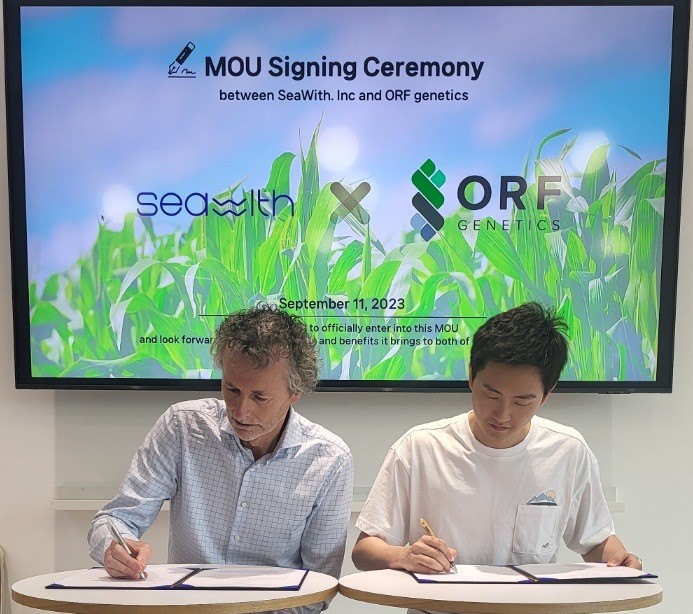 MOU Signing Ceremony
between SeaWith. Inc and ORF genetics
seawith
ORF
GENETICS
September 11, 2023
to officially enter into this MOU
and look forwar
and benefits it brings to both of